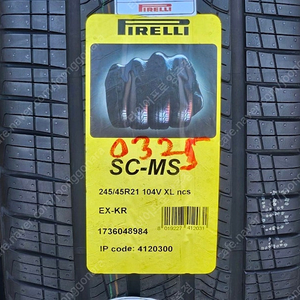 PIRELLI
PIRELLI
0325
SC-MS
245/45R21 104V XL ncs
EX-KR
1736048984
IP code: 4120300